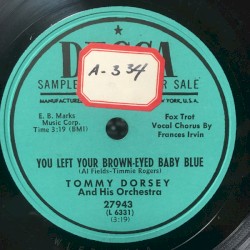 DECCA
SAMPLE SALE
A-334
MANUFACTURED NEW YORK, U.S.A.
E. B. Marks
Music Corp.
Time 3:19 (BMI)
Fox Trot
Vocal Chorus By
Frances Irvin
YOU LEFT YOUR BROWN-EYED BABY BLUE
(Al Fields-Timmie Rogers)
TOMMY DORSEY
And His Orchestra
27943
(L 6331)
(3:19)